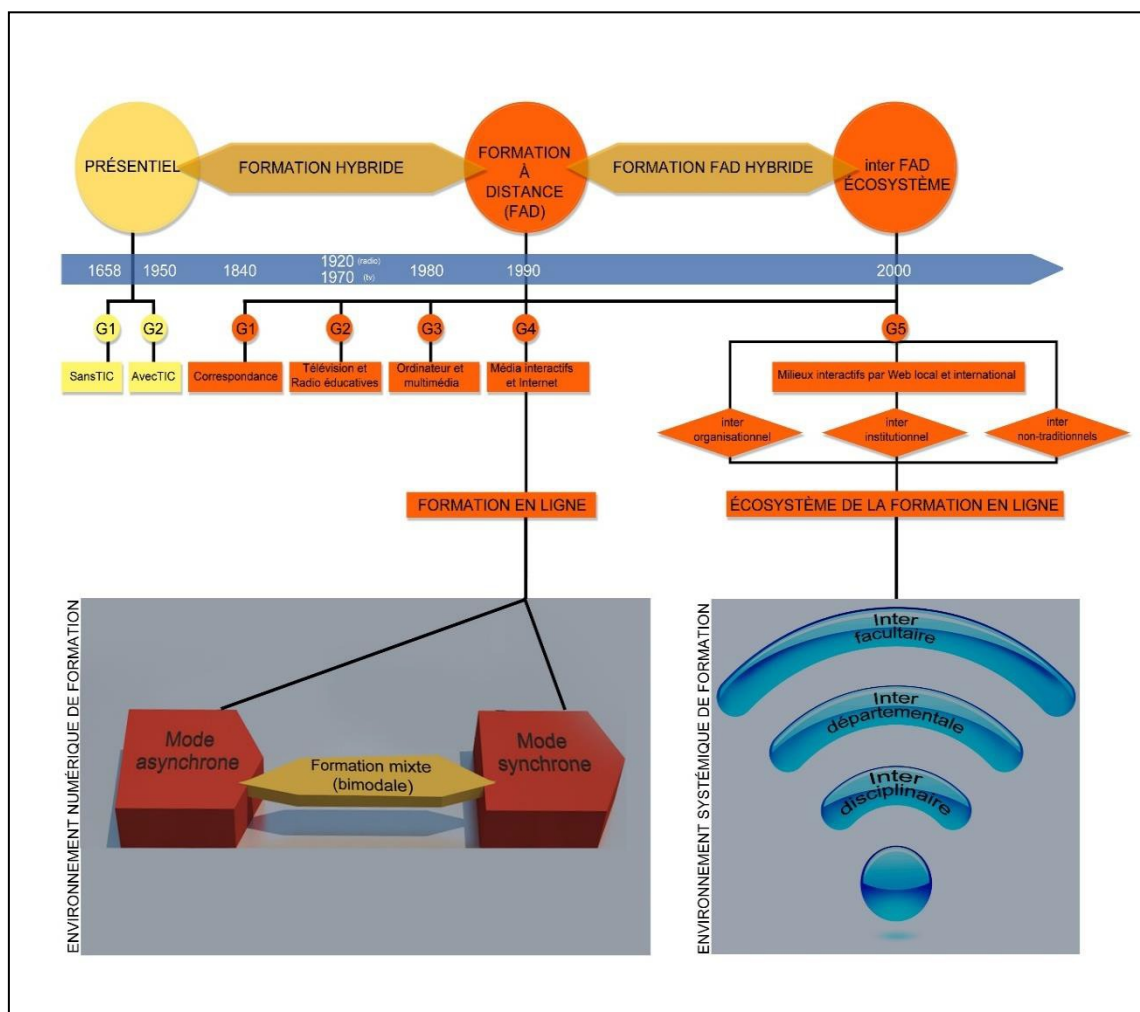 PRÉSENTIEL
FORMATION HYBRIDE
FORMATION
À
DISTANCE
(FAD)
FORMATION FAD HYBRIDE
inter FAD
ÉCOSYSTÈME
1658
1950
1840
1920 (radio)
1970 (tv)
1980
1990
2000
G1
G2
G1
G2
G3
G4
G5
SansTIC
AvecTIC
Correspondance
Télévision et
Radio éducatives
Ordinateur et
multimédia
Média interactifs
et Internet
Milieux interactifs par Web local et international
inter
organisationnel
inter
institutionnel
inter
non-traditionnels
FORMATION EN LIGNE
ÉCOSYSTÈME DE LA FORMATION EN LIGNE
ENVIRONNEMENT NUMÉRIQUE DE FORMATION
Mode
asynchrone
Formation mixte
(bimodale)
Mode
synchrone
ENVIRONNEMENT SYSTÉMIQUE DE FORMATION
Inter
facultaire
Inter
départementale
Inter
disciplinaire